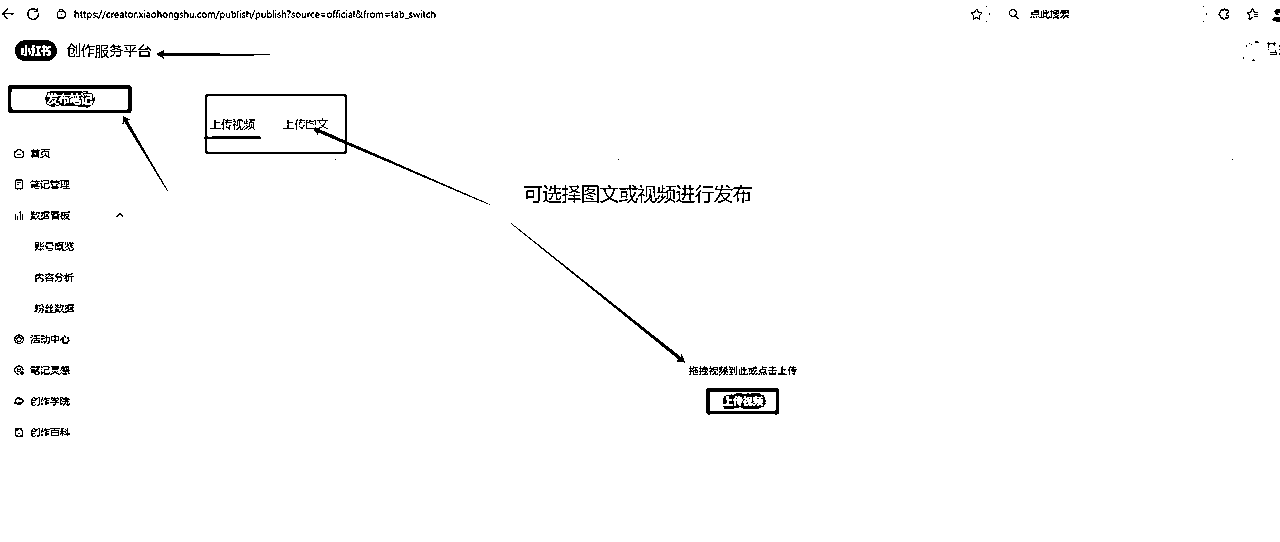 https://creator.xiaohongshu.com/publish/publish?source=official&from=tab_switch
点此搜索
小红书 创作服务平台
发布笔记
上传视频 上传图文
首页
笔记管理
可选择图文或视频进行发布
数据看板
账号概览
内容分析
粉丝数据
活动中心
笔记灵感
拖拽视频到此或点击上传
创作学院
上传视频
创作百科